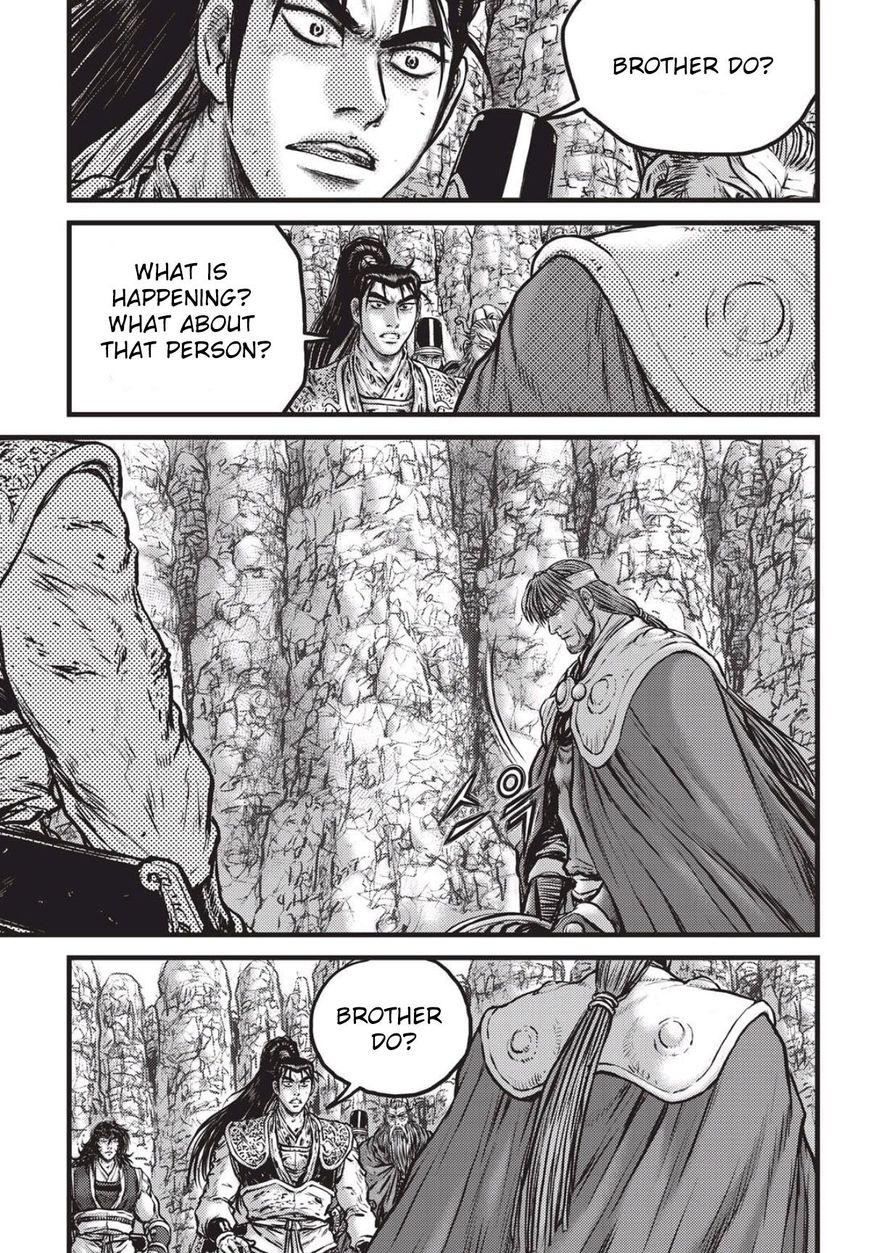 BROTHER DO?
WHAT IS
HAPPENING?
WHAT ABOUT
THAT PERSON?
BROTHER
DO?